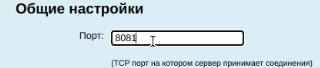 Общие настройки
Порт: 8081
(TCP порт на котором сервер принимает соединения)